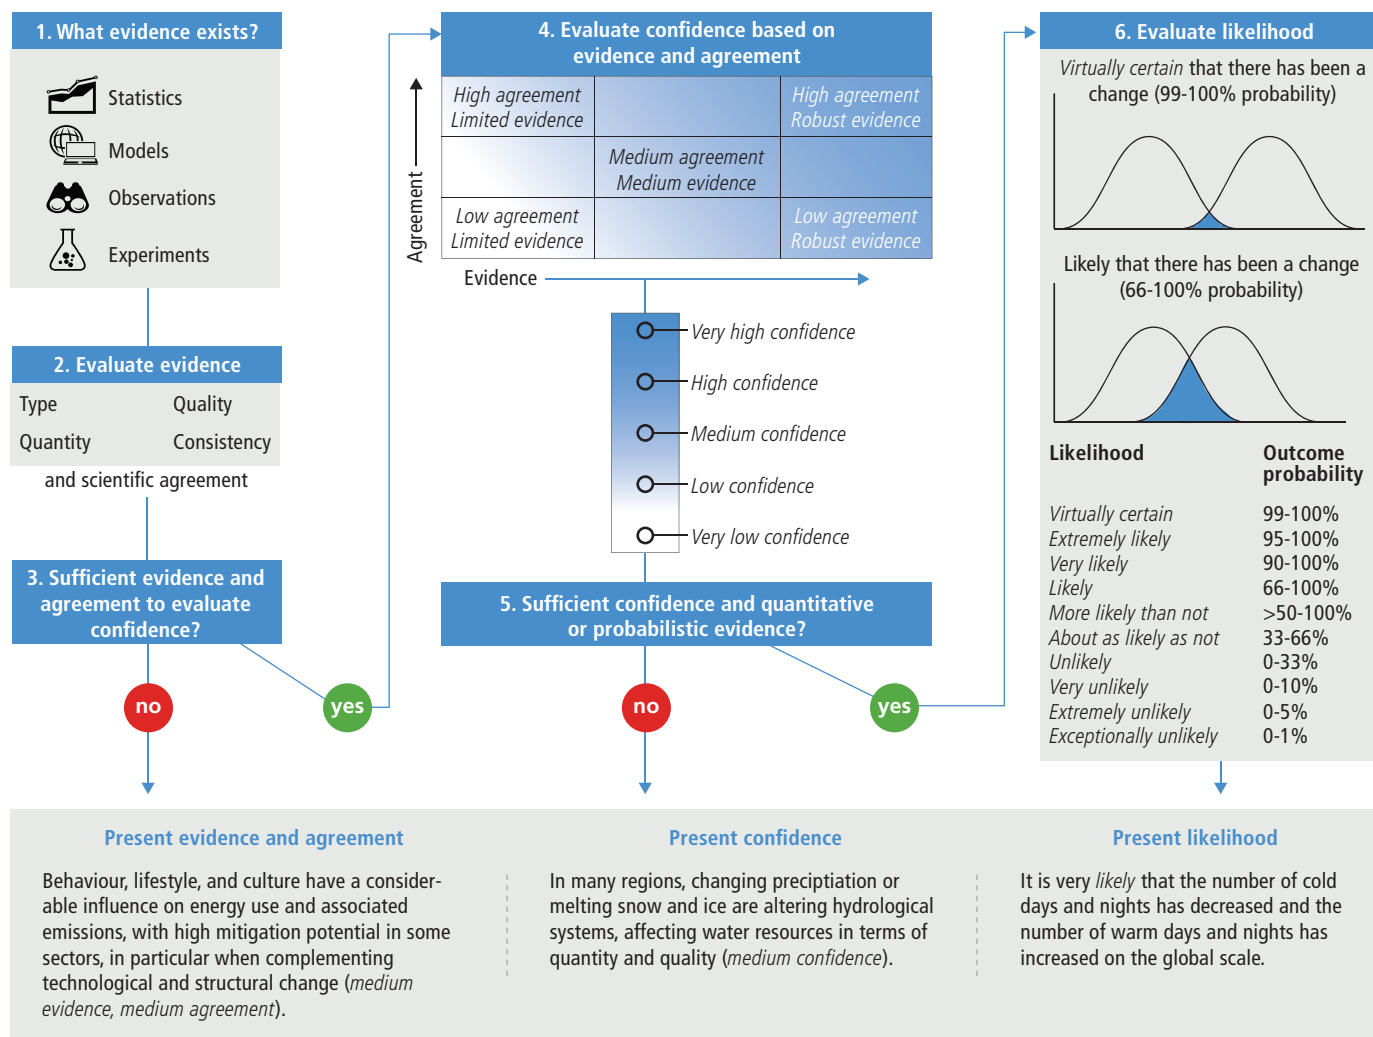 1. What evidence exists?
Statistics
Models
Observations
Experiments
2. Evaluate evidence
Type Quality
Quantity Consistency
and scientific agreement
3. Sufficient evidence and
agreement to evaluate
confidence?
no
yes
4. Evaluate confidence based on
evidence and agreement
Agreement
High agreement
Limited evidence
High agreement
Robust evidence
Medium agreement
Medium evidence
Low agreement
Limited evidence
Low agreement
Robust evidence
Evidence
Very high confidence
High confidence
Medium confidence
Low confidence
Very low confidence
5. Sufficient confidence and quantitative
or probabilistic evidence?
no
yes
6. Evaluate likelihood
Virtually certain that there has been a
change (99-100% probability)
Likely that there has been a change
(66-100% probability)
Likelihood Outcome
probability
Virtually certain 99-100%
Extremely likely 95-100%
Very likely 90-100%
Likely 66-100%
More likely than not >50-100%
About as likely as not 33-66%
Unlikely 0-33%
Very unlikely 0-10%
Extremely unlikely 0-5%
Exceptionally unlikely 0-1%
Present evidence and agreement
Behaviour, lifestyle, and culture have a consider-
able influence on energy use and associated
emissions, with high mitigation potential in some
sectors, in particular when complementing
technological and structural change (medium
evidence, medium agreement).
Present confidence
In many regions, changing preciptiation or
melting snow and ice are altering hydrological
systems, affecting water resources in terms of
quantity and quality (medium confidence).
Present likelihood
It is very likely that the number of cold
days and nights has decreased and the
number of warm days and nights has
increased on the global scale.